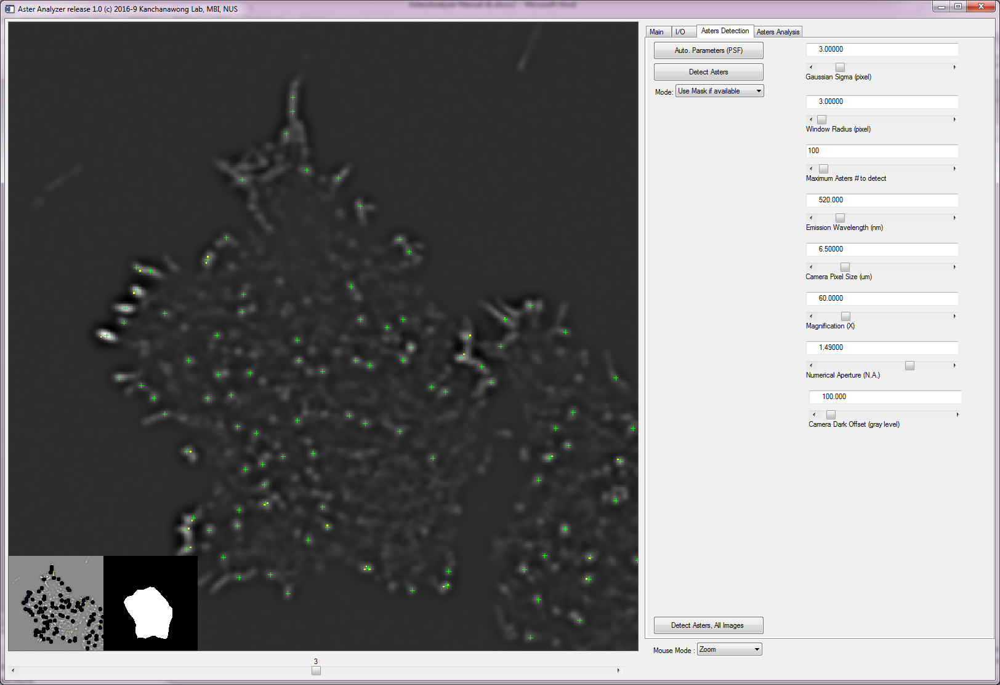 Aster Analyzer release 1.0 (c) 2016-9 Kanchanawong Lab, MBI, NUS
Main I/O Asters Detection Asters Analysis
Auto. Parameters (PSF)
Detect Asters
Mode: Use Mask if available
3.00000
Gaussian Sigma (pixel)
3.00000
Window Radius (pixel)
100
Maximum Asters # to detect
520.000
Emission Wavelength (nm)
6.50000
Camera Pixel Size (um)
60.0000
Magnification (X)
1.49000
Numerical Aperture (N.A.)
100.000
Camera Dark Offset (gray level)
Detect Asters, All Images
Mouse Mode : Zoom
3